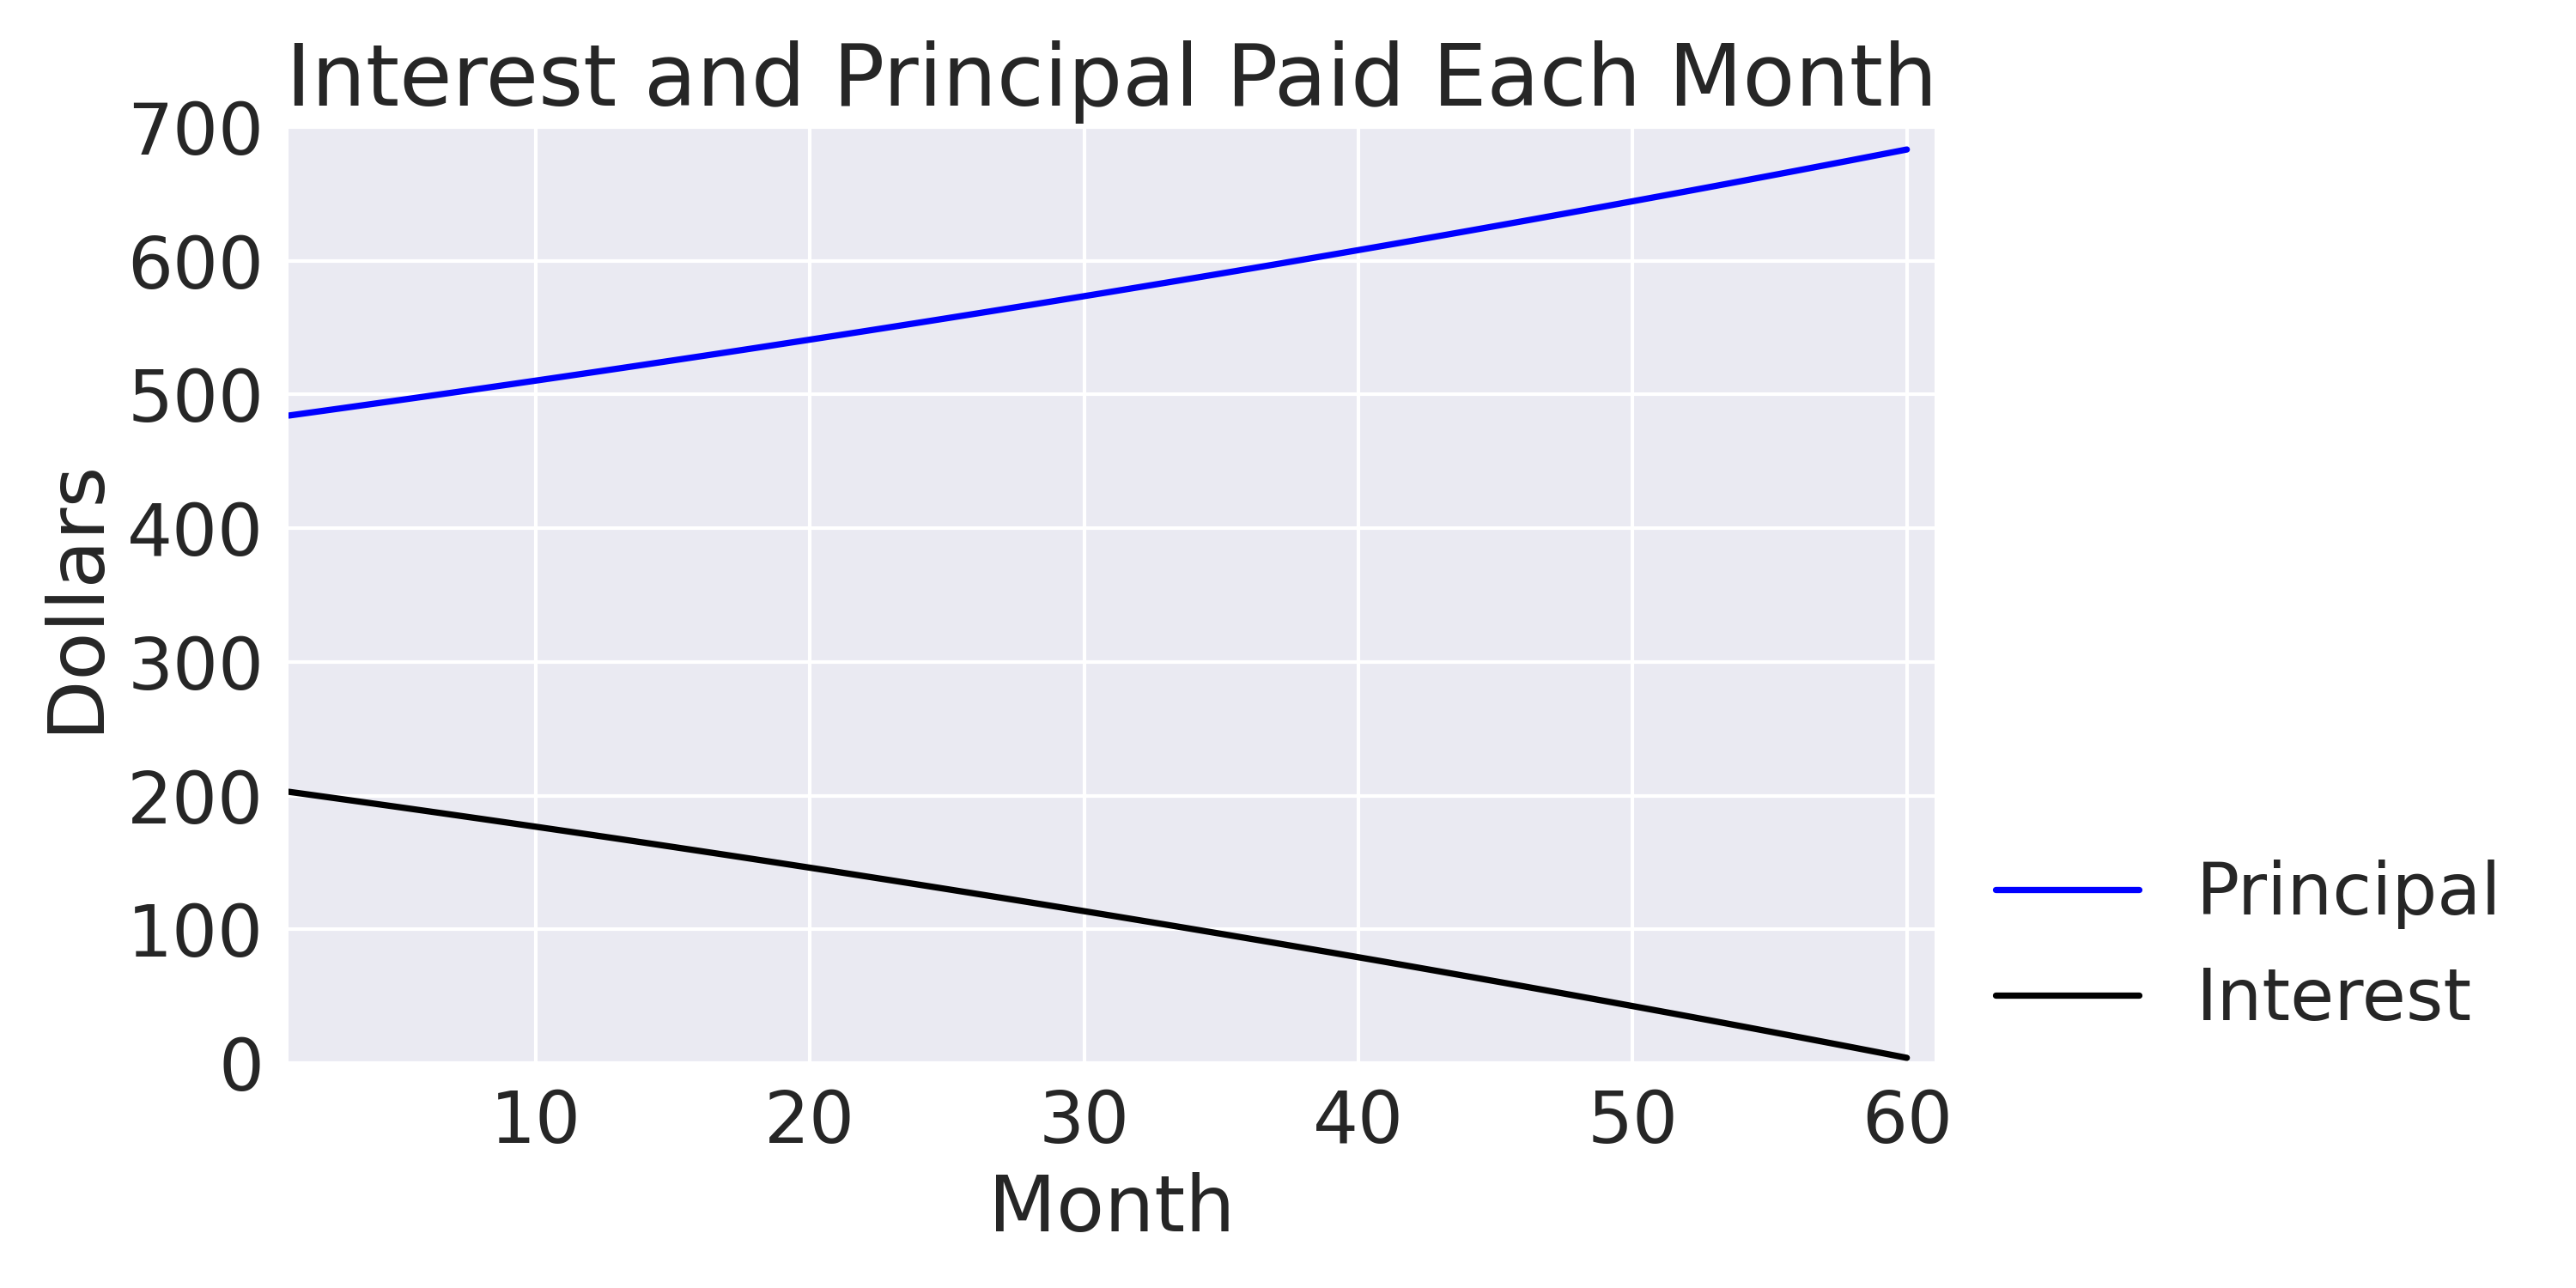 Interest and Principal Paid Each Month
700
600
500
400
300
200
100
0
Dollars
10 20 30 40 50 60
Month
Principal
Interest